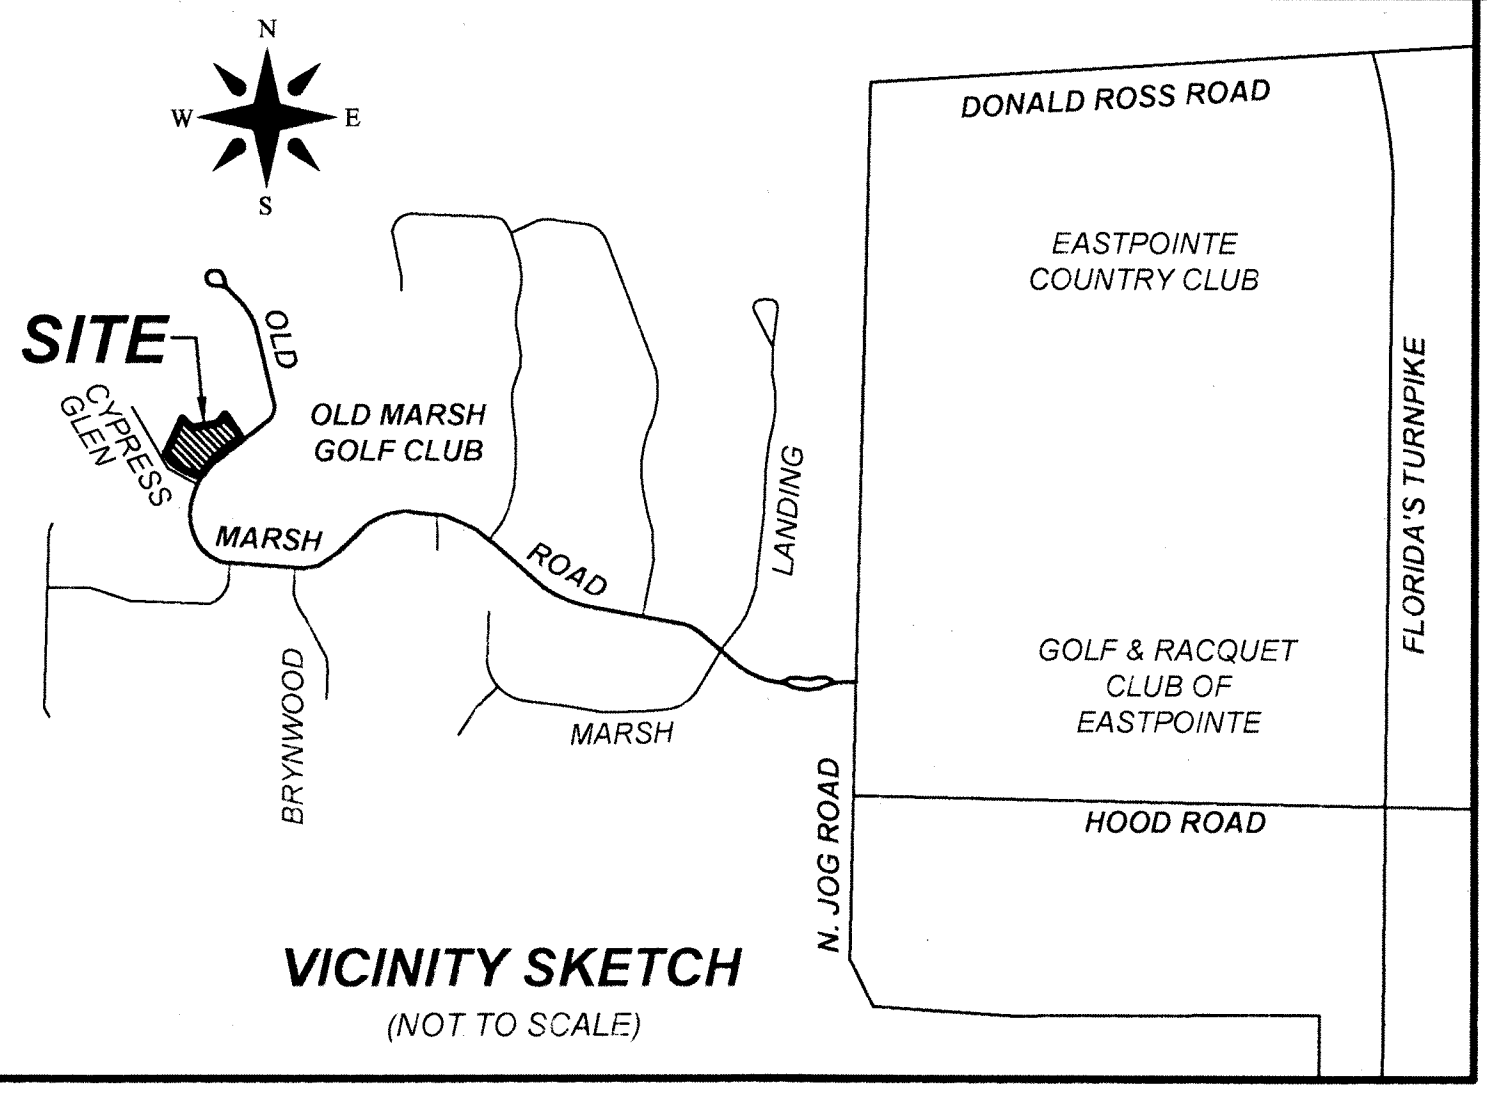 N
W
E
S
DONALD ROSS ROAD
EASTPOINTE
COUNTRY CLUB
OLD
SITE
CYPRESS
GLEN
OLD MARSH
GOLF CLUB
FLORIDA'S TURNPIKE
LANDING
MARSH
ROAD
GOLF & RACQUET
CLUB OF
EASTPOINTE
BRYNWOOD
MARSH
N. JOG ROAD
HOOD ROAD
VICINITY SKETCH
(NOT TO SCALE)